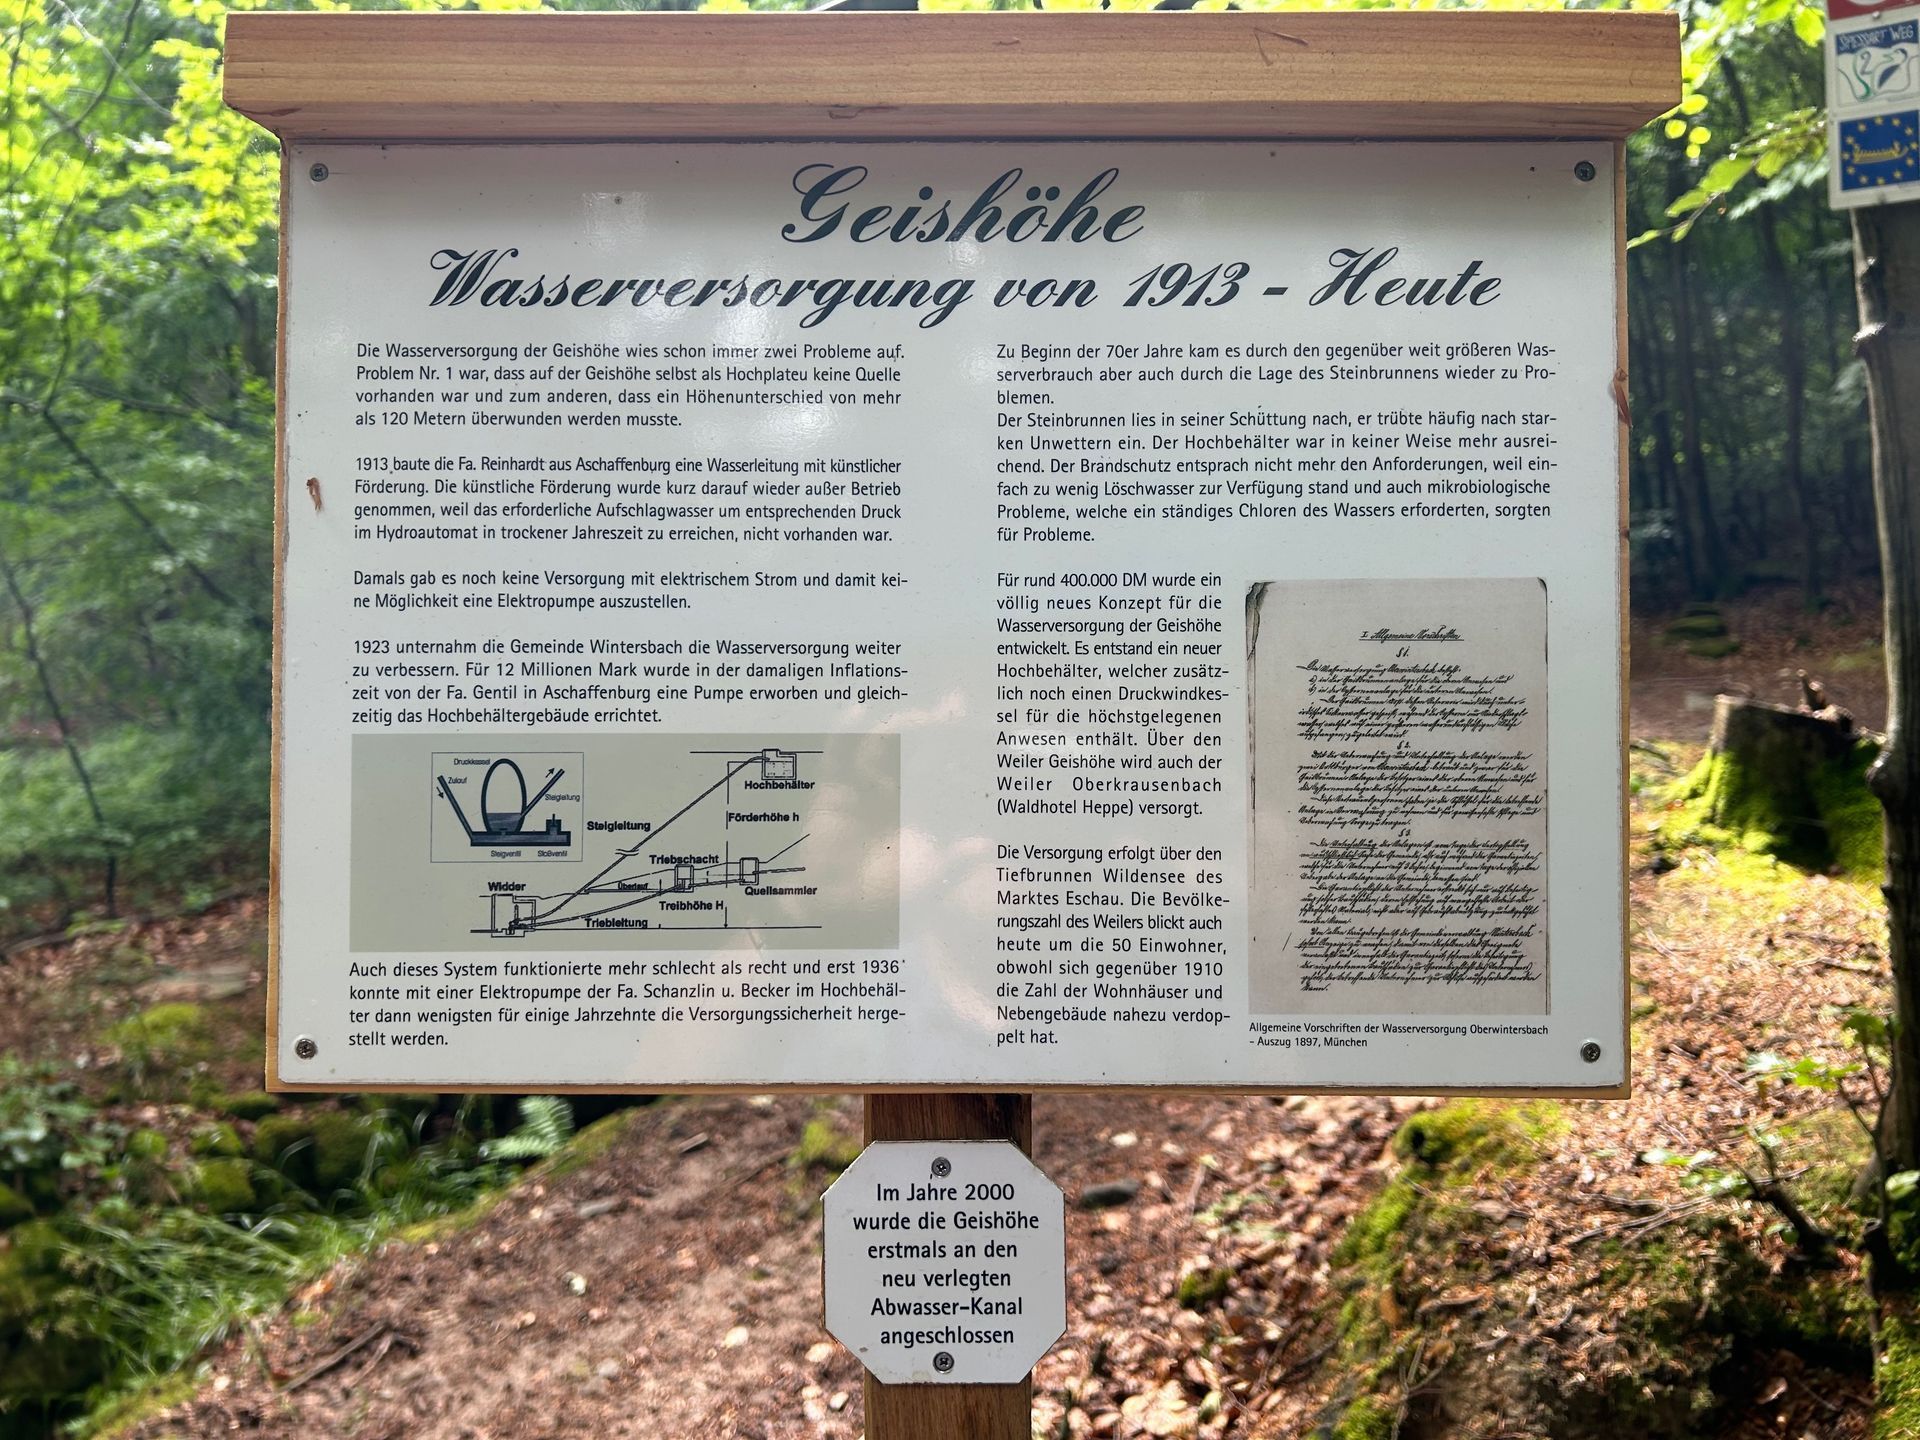 Geishöhe
Wasserversorgung von 1913 - Heute
Die Wasserversorgung der Geishöhe wies schon immer zwei Probleme auf.
Problem Nr. 1 war, dass auf der Geishöhe selbst als Hochplateu keine Quelle
vorhanden war und zum anderen, dass ein Höhenunterschied von mehr
als 120 Metern überwunden werden musste.
1913 baute die Fa. Reinhardt aus Aschaffenburg eine Wasserleitung mit künstlicher
Förderung. Die künstliche Förderung wurde kurz darauf wieder außer Betrieb
genommen, weil das erforderliche Aufschlagwasser um entsprechenden Druck
im Hydroautomat in trockener Jahreszeit zu erreichen, nicht vorhanden war.
Damals gab es noch keine Versorgung mit elektrischem Strom und damit kei-
ne Möglichkeit eine Elektropumpe auszustellen.
1923 unternahm die Gemeinde Wintersbach die Wasserversorgung weiter
zu verbessern. Für 12 Millionen Mark wurde in der damaligen Inflations-
zeit von der Fa. Gentil in Aschaffenburg eine Pumpe erworben und gleich-
zeitig das Hochbehältergebäude errichtet.
Druckkessel
Zulauf
Steigleitung
Steigventil Stoßventil
Hochbehälter
Förderhöhe h
Steigleitung
Triebschacht
Überlauf
Quellsammler
Widder
Treibhöhe H
Triebleitung
Auch dieses System funktionierte mehr schlecht als recht und erst 1936
konnte mit einer Elektropumpe der Fa. Schanzlin u. Becker im Hochbehäl-
ter dann wenigsten für einige Jahrzehnte die Versorgungssicherheit herge-
stellt werden.
Zu Beginn der 70er Jahre kam es durch den gegenüber weit größeren Was-
serverbrauch aber auch durch die Lage des Steinbrunnens wieder zu Pro-
blemen.
Der Steinbrunnen lies in seiner Schüttung nach, er trübte häufig nach star-
ken Unwettern ein. Der Hochbehälter war in keiner Weise mehr ausrei-
chend. Der Brandschutz entsprach nicht mehr den Anforderungen, weil ein-
fach zu wenig Löschwasser zur Verfügung stand und auch mikrobiologische
Probleme, welche ein ständiges Chloren des Wassers erforderten, sorgten
für Probleme.
Für rund 400.000 DM wurde ein
völlig neues Konzept für die
Wasserversorgung der Geishöhe
entwickelt. Es entstand ein neuer
Hochbehälter, welcher zusätz-
lich noch einen Druckwindkes-
sel für die höchstgelegenen
Anwesen enthält. Über den
Weiler Geishöhe wird auch der
Weiler Oberkrausenbach
(Waldhotel Heppe) versorgt.
Die Versorgung erfolgt über den
Tiefbrunnen Wildensee des
Marktes Eschau. Die Bevölke-
rungszahl des Weilers blickt auch
heute um die 50 Einwohner,
obwohl sich gegenüber 1910
die Zahl der Wohnhäuser und
Nebengebäude nahezu verdop-
pelt hat.
I. Allgemeine Vorschriften
§ 1.
§ 2.
§ 3.
Allgemeine Vorschriften der Wasserversorgung Oberwintersbach
- Auszug 1897, München
Im Jahre 2000
wurde die Geishöhe
erstmals an den
neu verlegten
Abwasser-Kanal
angeschlossen
SPESSART WEG
2